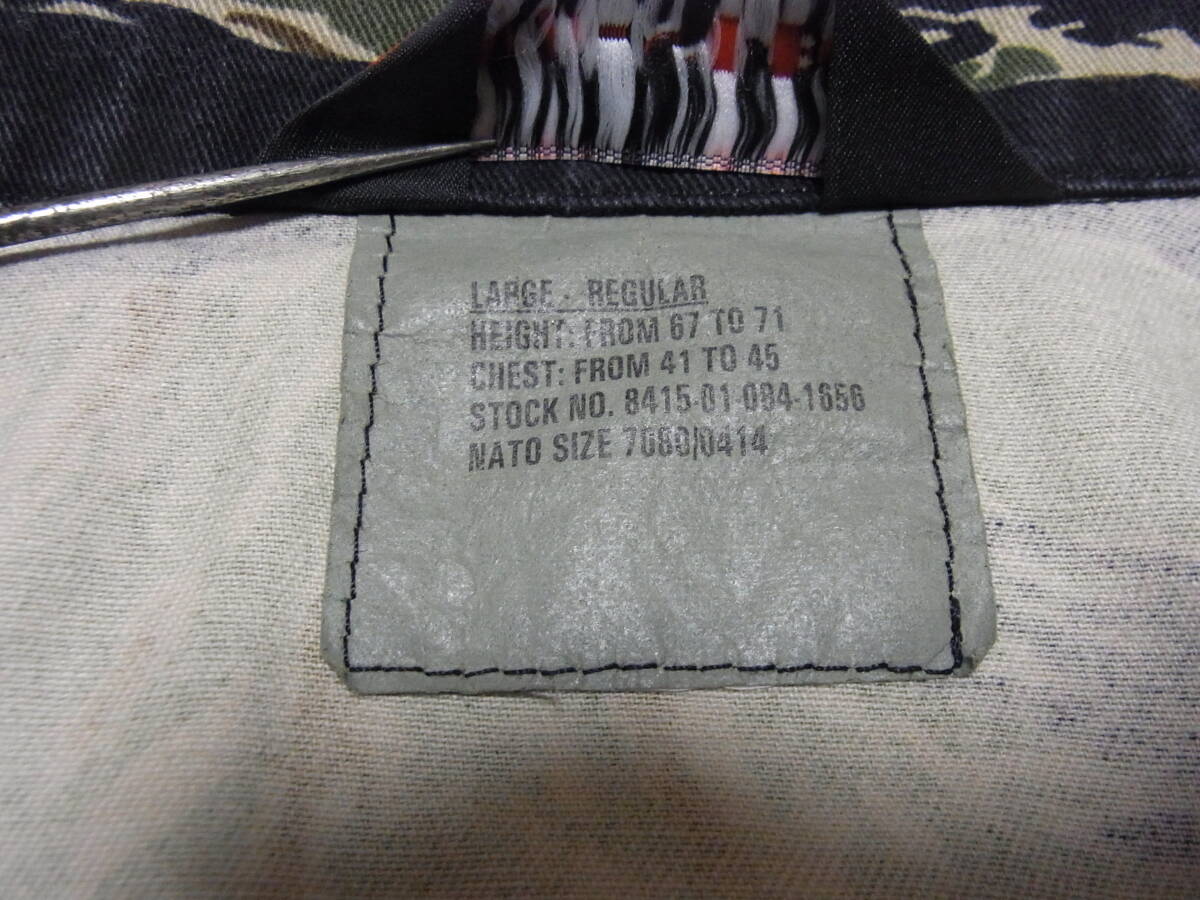 LARGE - REGULAR
HEIGHT: FROM 67 TO 71
CHEST: FROM 41 TO 45
STOCK NO. 8415-01-084-1656
NATO SIZE 7080/0414